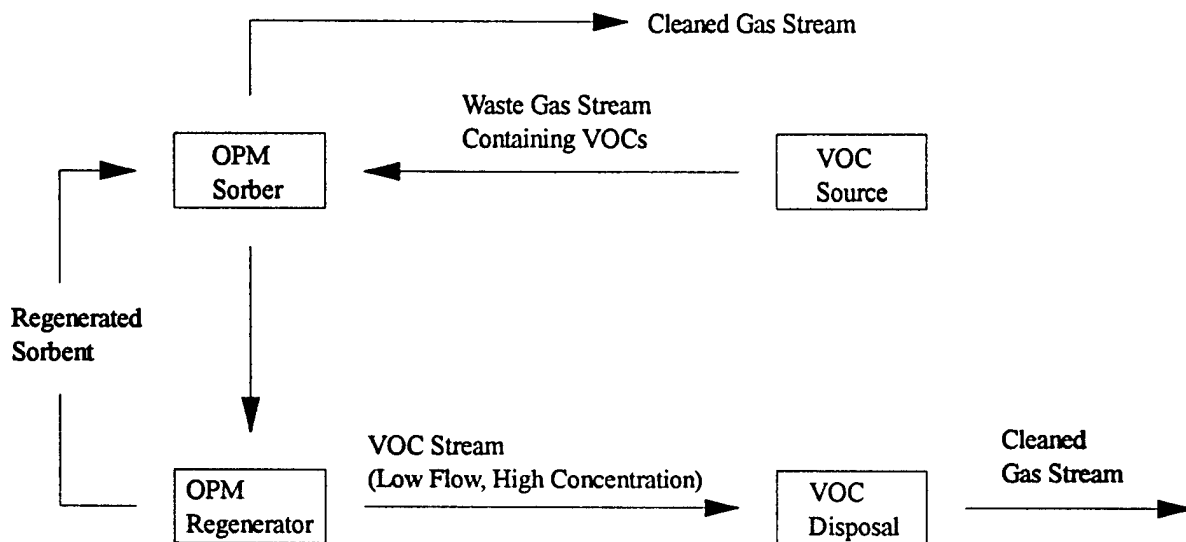 Cleaned Gas Stream
Waste Gas Stream
Containing VOCs
OPM
Sorber
VOC
Source
Regenerated
Sorbent
VOC Stream
(Low Flow, High Concentration)
Cleaned
Gas Stream
OPM
Regenerator
VOC
Disposal